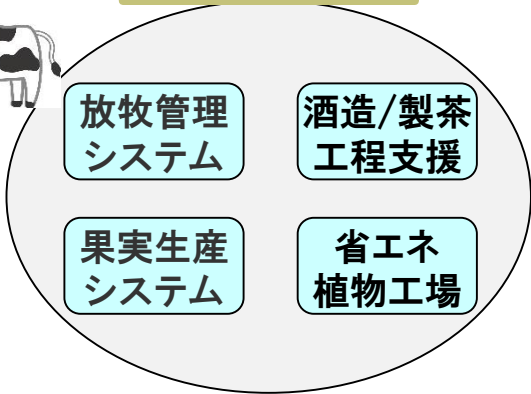 放牧管理
システム
酒造/製茶
工程支援
果実生産
システム
省エネ
植物工場